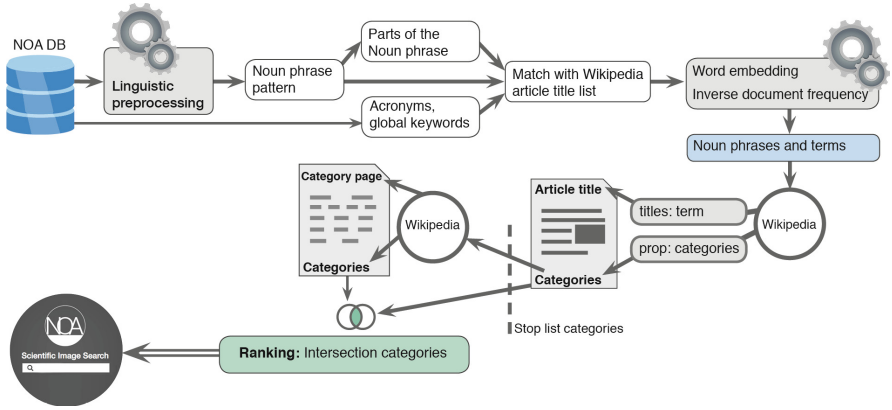 NOA DB
Linguistic
preprocessing
Noun phrase
pattern
Parts of the
Noun phrase
Acronyms,
global keywords
Match with Wikipedia
article title list
Word embedding
Inverse document frequency
Noun phrases and terms
Wikipedia
titles: term
prop: categories
Article title
Categories
Stop list categories
Wikipedia
Category page
Categories
Ranking: Intersection categories
NOA
Scientific Image Search